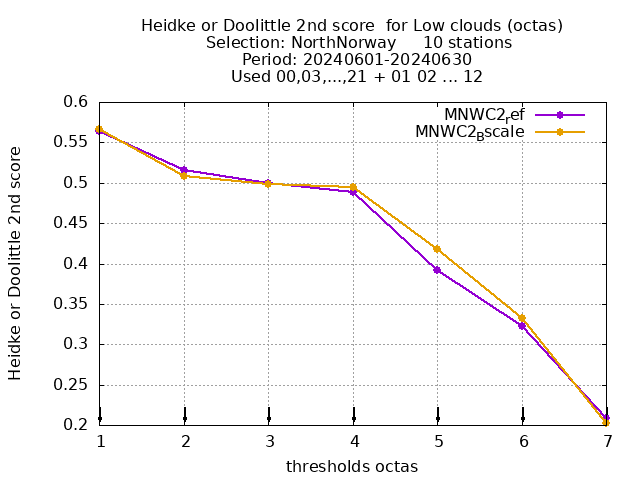 Heidke or Doolittle 2nd score  for Low clouds (octas)
Selection: NorthNorway     10 stations
Period: 20240601-20240630
Used 00,03,...,21 + 01 02 ... 12
MNWC2ref
MNWC2Bscale
0.6
0.55
0.5
0.45
0.4
0.35
0.3
0.25
0.2
Heidke or Doolittle 2nd score
1 2 3 4 5 6 7
thresholds octas